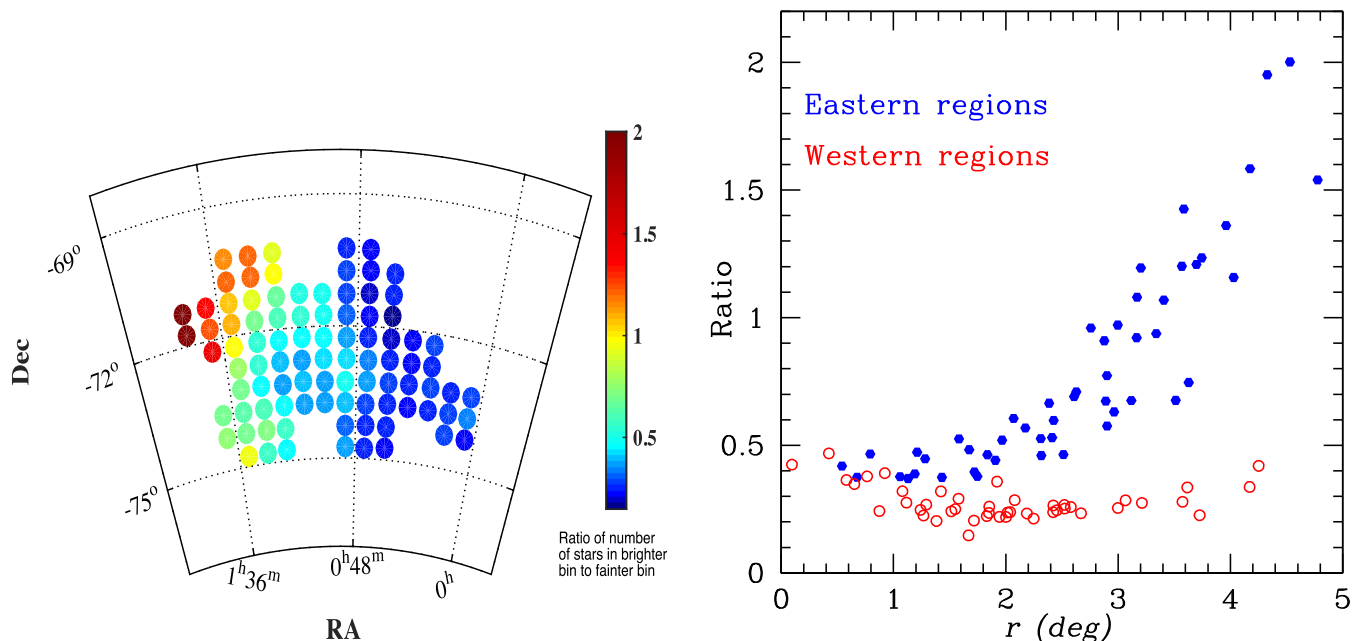 2
1.5
1
0.5
-69°
-72°
-75°
Dec
1h36m
0h48m
0h
RA
Ratio of number
of stars in brighter
bin to fainter bin
2
1.5
1
0.5
0
Ratio
Eastern regions
Western regions
0 1 2 3 4 5
r (deg)